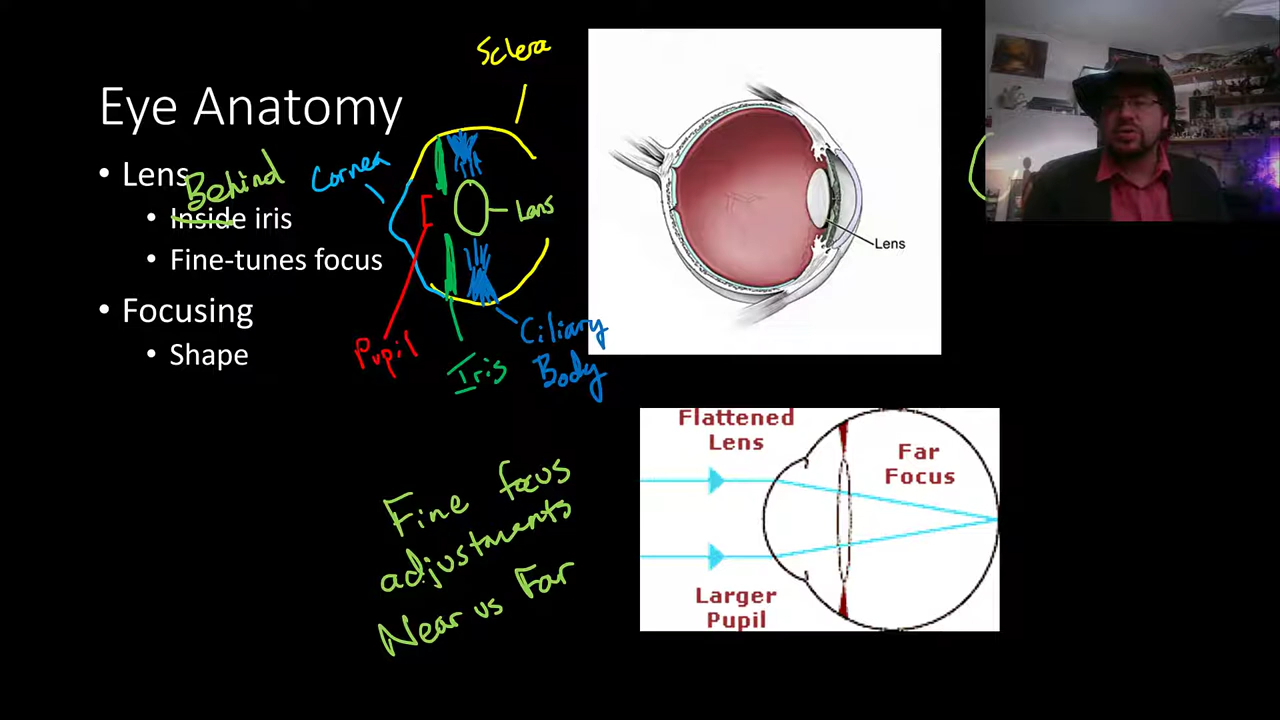 Eye Anatomy
• Lens
Behind
• Inside iris
• Fine-tunes focus
• Focusing
• Shape
Sclera
Cornea
Lens
Pupil
Iris
Ciliary
Body
Fine focus
adjustments
Near vs Far
Lens
Flattened
Lens
Far
Focus
Larger
Pupil